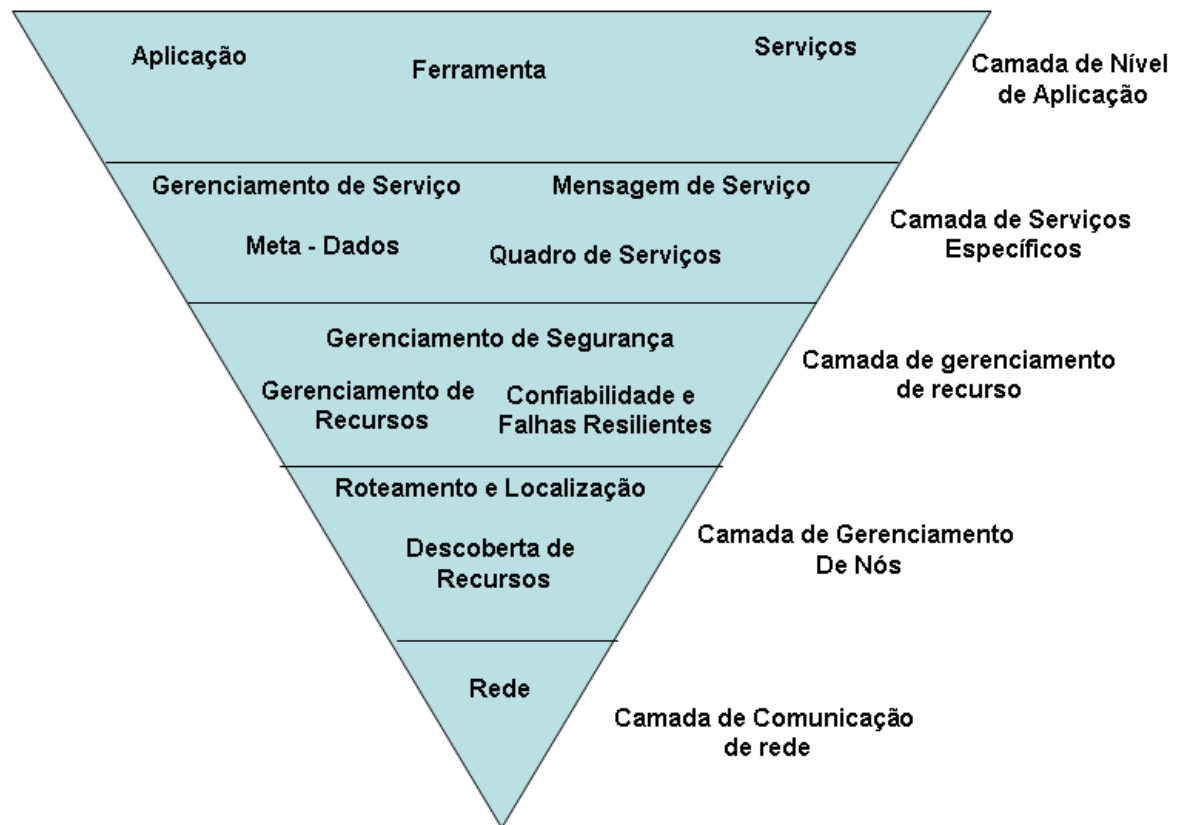 Aplicação
Ferramenta
Serviços
Camada de Nível
de Aplicação
Gerenciamento de Serviço
Mensagem de Serviço
Meta - Dados
Quadro de Serviços
Camada de Serviços
Específicos
Gerenciamento de Segurança
Gerenciamento de
Recursos
Confiabilidade e
Falhas Resilientes
Camada de gerenciamento
de recurso
Roteamento e Localização
Descoberta de
Recursos
Camada de Gerenciamento
De Nós
Rede
Camada de Comunicação
de rede